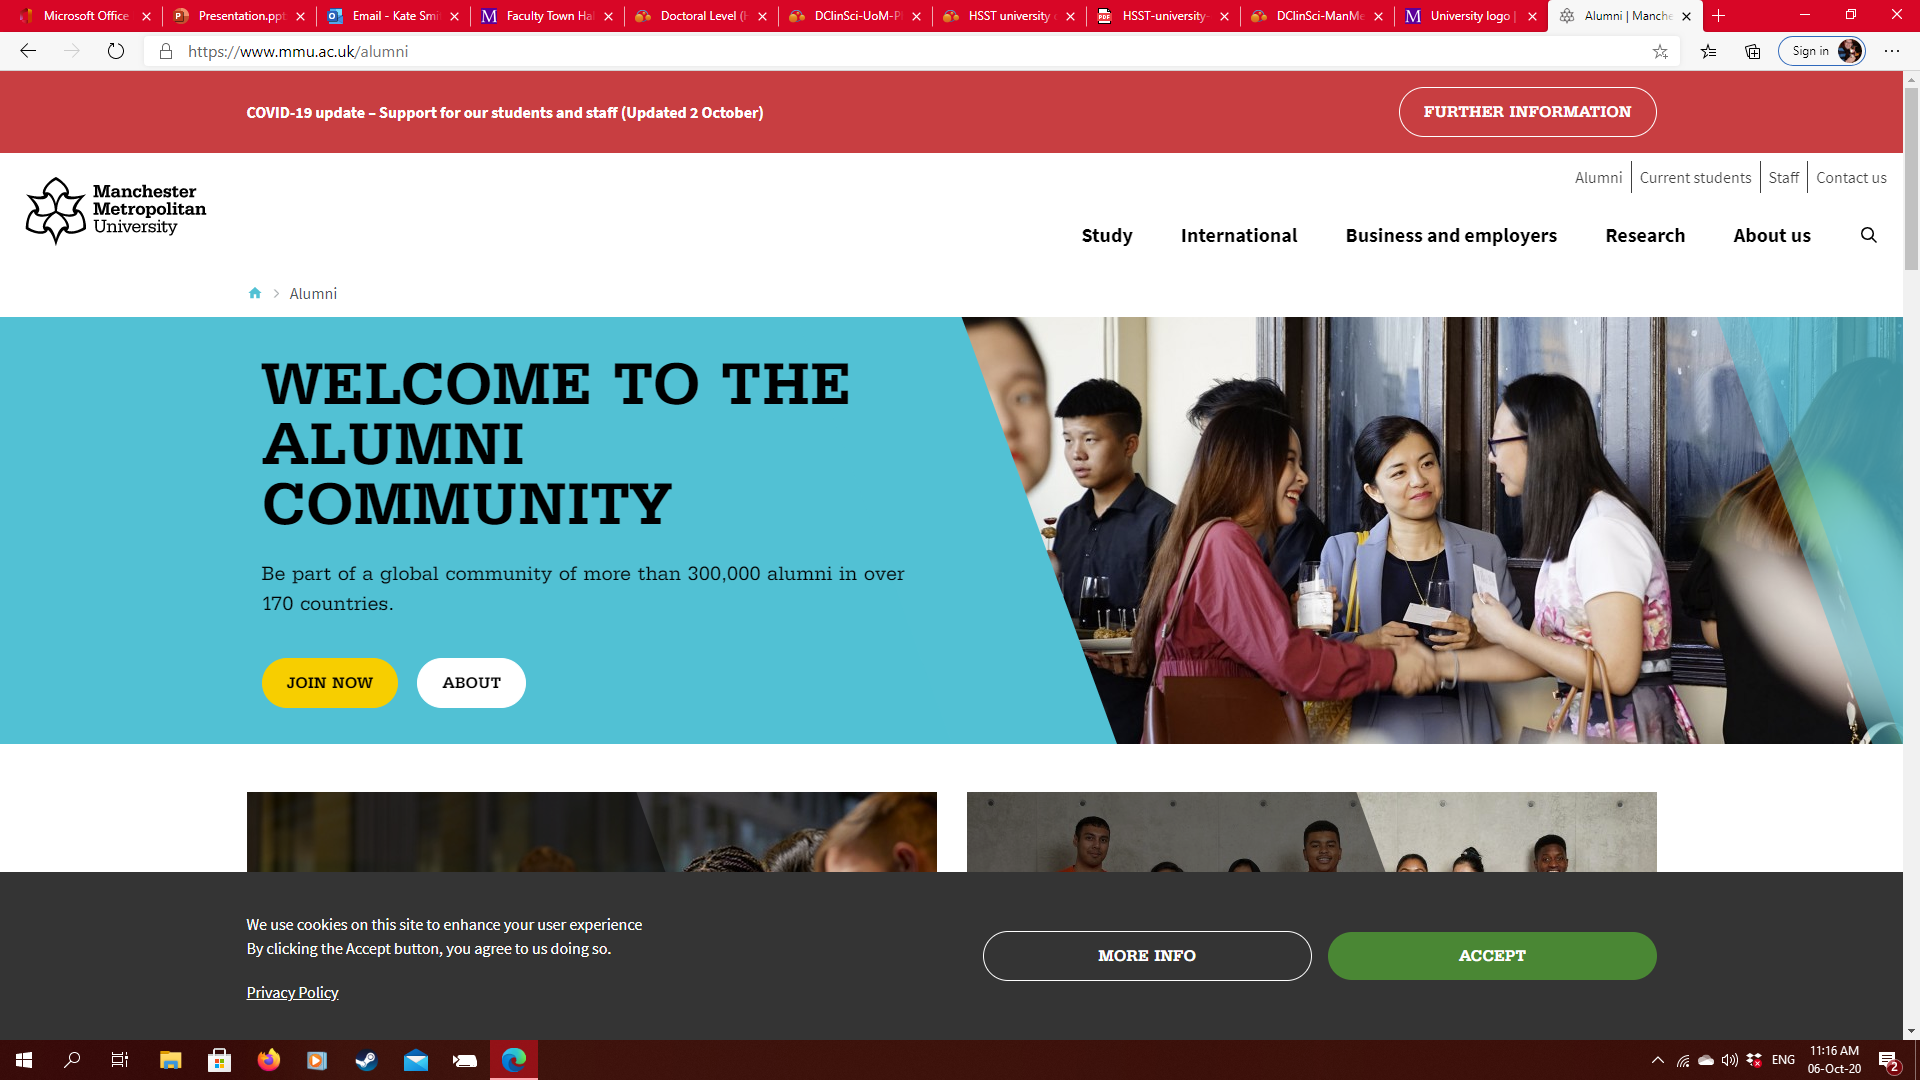 Microsoft Office
Presentation.ppt
Email - Kate Smi
Faculty Town Ha
Doctoral Level (H
DClinSci-UoM-P
HSST university
HSST-university-
DClinSci-ManMe
University logo |
Alumni | Manche
https://www.mmu.ac.uk/alumni
Sign in
COVID-19 update – Support for our students and staff (Updated 2 October)
FURTHER INFORMATION
Manchester
Metropolitan
University
Alumni
Current students
Staff
Contact us
Study
International
Business and employers
Research
About us
Alumni
WELCOME TO THE
ALUMNI
COMMUNITY
Be part of a global community of more than 300,000 alumni in over
170 countries.
JOIN NOW
ABOUT
We use cookies on this site to enhance your user experience
By clicking the Accept button, you agree to us doing so.
Privacy Policy
MORE INFO
ACCEPT
ENG
11:16 AM
06-Oct-20
2